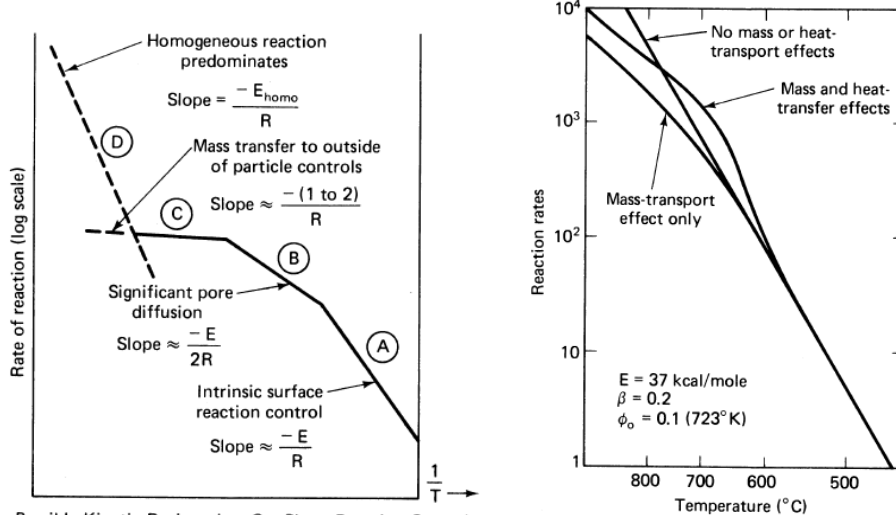 Homogeneous reaction
predominates
Slope = −E_homo / R
D
Mass transfer to outside
of particle controls
C
Slope ≈ −(1 to 2) / R
B
Significant pore
diffusion
Slope ≈ −E / 2R
A
Intrinsic surface
reaction control
Slope ≈ −E / R
Rate of reaction (log scale)
1 / T
10⁴
10³
10²
10
1
Reaction rates
No mass or heat-
transport effects
Mass and heat-
transfer effects
Mass-transport
effect only
E = 37 kcal/mole
β = 0.2
ϕₒ = 0.1 (723°K)
800 700 600 500
Temperature (°C)